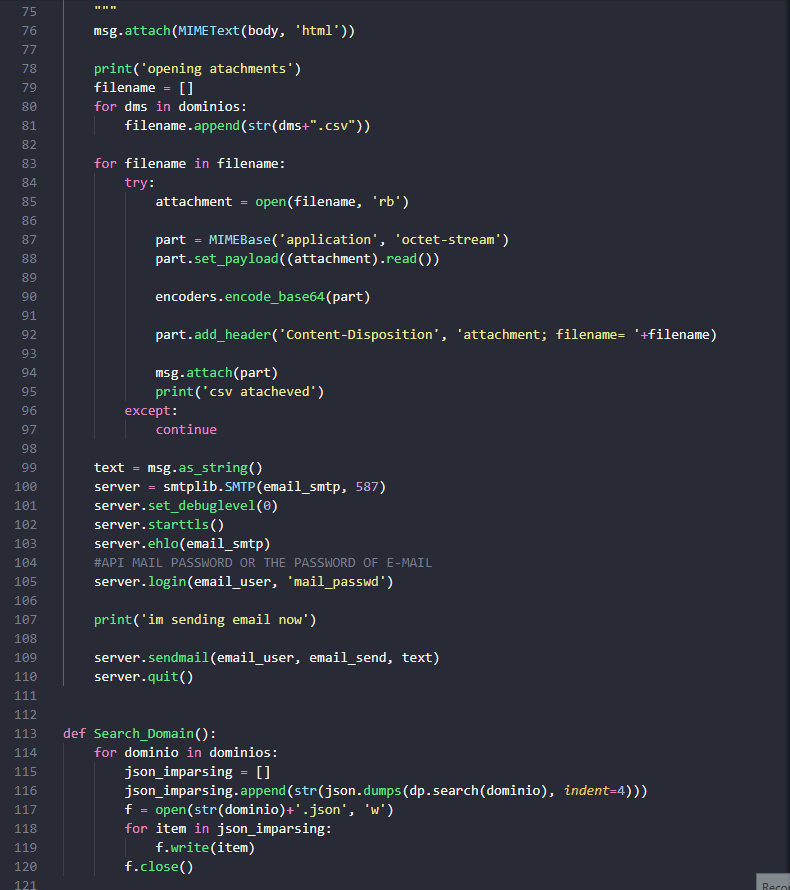 75 """
76 msg.attach(MIMEText(body, 'html'))
77
78 print('opening atachments')
79 filename = []
80 for dms in dominios:
81 filename.append(str(dms+".csv"))
82
83 for filename in filename:
84 try:
85 attachment = open(filename, 'rb')
86
87 part = MIMEBase('application', 'octet-stream')
88 part.set_payload((attachment).read())
89
90 encoders.encode_base64(part)
91
92 part.add_header('Content-Disposition', 'attachment; filename= '+filename)
93
94 msg.attach(part)
95 print('csv atacheved')
96 except:
97 continue
98
99 text = msg.as_string()
100 server = smtplib.SMTP(email_smtp, 587)
101 server.set_debuglevel(0)
102 server.starttls()
103 server.ehlo(email_smtp)
104 #API MAIL PASSWORD OR THE PASSWORD OF E-MAIL
105 server.login(email_user, 'mail_passwd')
106
107 print('im sending email now')
108
109 server.sendmail(email_user, email_send, text)
110 server.quit()
111
112
113 def Search_Domain():
114 for dominio in dominios:
115 json_imparsing = []
116 json_imparsing.append(str(json.dumps(dp.search(dominio), indent=4)))
117 f = open(str(dominio)+'.json', 'w')
118 for item in json_imparsing:
119 f.write(item)
120 f.close()
121